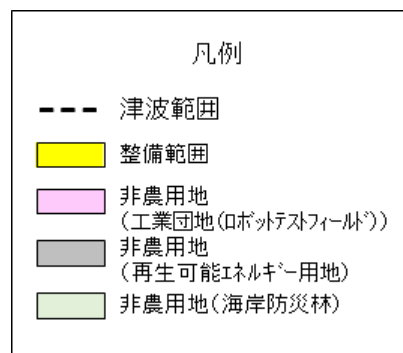 凡例
津波範囲
整備範囲
非農用地
(工業団地(ロボットテストフィールド))
非農用地
(再生可能エネルギー用地)
非農用地(海岸防災林)